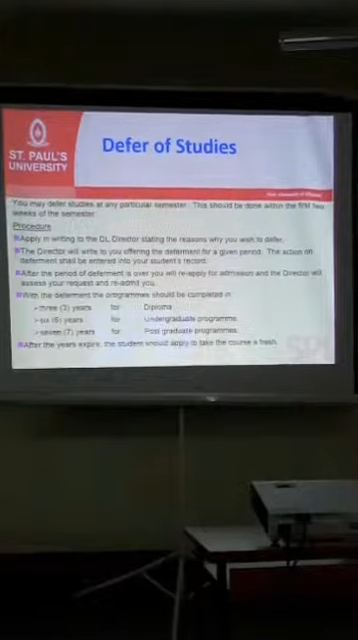 ST. PAUL'S
UNIVERSITY
Defer of Studies
You may defer studies at any particular semester. This should be done within the first two
weeks of the semester.
Procedure
Apply in writing to the DL Director stating the reasons why you wish to defer.
The Director will write to you offering the deferment for a given period. The action on
deferment shall be entered into your student's record.
After the period of deferment is over you will re-apply for admission and the Director will
assess your request and re-admit you.
With the deferment the programmes should be completed in
three (3) years for Diploma
six (6) years for Undergraduate programme
seven (7) years for Post graduate programmes
After the years expire, the student should apply to take the course a fresh.